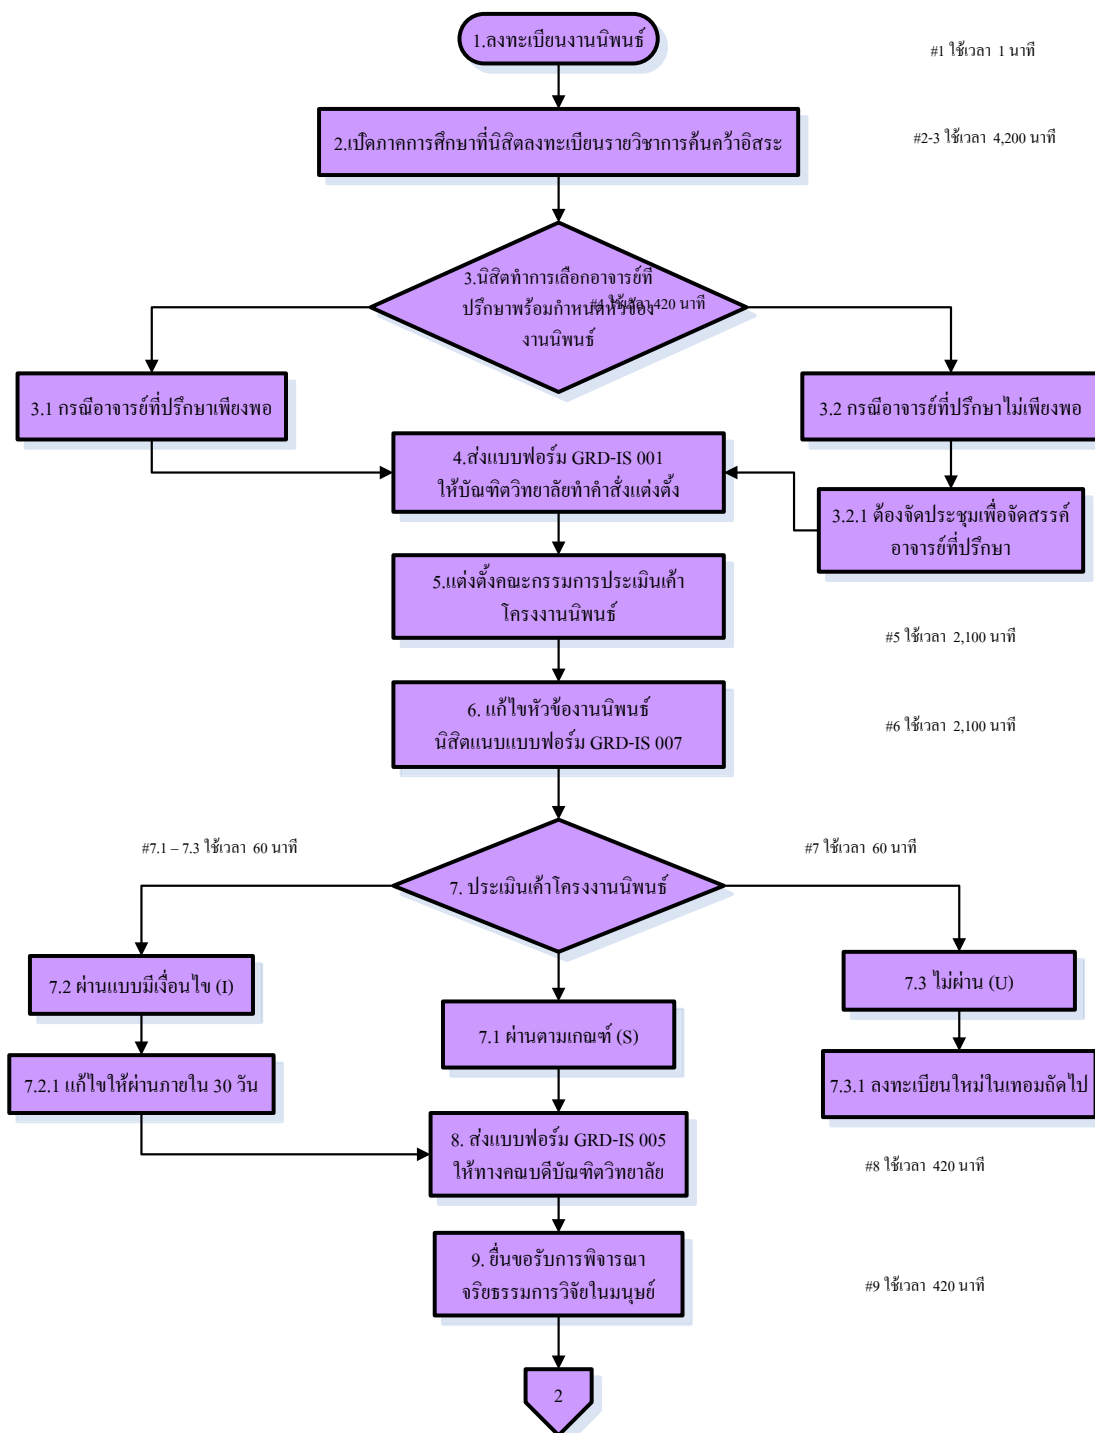 1.ลงทะเบียนงานนิพนธ์
#1 ใช้เวลา 1 นาที
2.เปิดภาคการศึกษาที่นิสิตลงทะเบียนรายวิชาการค้นคว้าอิสระ
#2-3 ใช้เวลา 4,200 นาที
3.นิสิตทำการเลือกอาจารย์ที่
ปรึกษาพร้อมกำหนดหัวข้อง
งานนิพนธ์
#4 ใช้เวลา 420 นาที
3.1 กรณีอาจารย์ที่ปรึกษาเพียงพอ
3.2 กรณีอาจารย์ที่ปรึกษาไม่เพียงพอ
4.ส่งแบบฟอร์ม GRD-IS 001
ให้บัณฑิตวิทยาลัยทำคำสั่งแต่งตั้ง
3.2.1 ต้องจัดประชุมเพื่อจัดสรรค์
อาจารย์ที่ปรึกษา
5.แต่งตั้งคณะกรรมการประเมินเค้า
โครงงานนิพนธ์
#5 ใช้เวลา 2,100 นาที
6. แก้ไขหัวข้องานนิพนธ์
นิสิตแนบแบบฟอร์ม GRD-IS 007
#6 ใช้เวลา 2,100 นาที
#7.1 – 7.3 ใช้เวลา 60 นาที
#7 ใช้เวลา 60 นาที
7. ประเมินเค้าโครงงานนิพนธ์
7.2 ผ่านแบบมีเงื่อนไข (I)
7.3 ไม่ผ่าน (U)
7.1 ผ่านตามเกณฑ์ (S)
7.2.1 แก้ไขให้ผ่านภายใน 30 วัน
7.3.1 ลงทะเบียนใหม่ในเทอมถัดไป
8. ส่งแบบฟอร์ม GRD-IS 005
ให้ทางคณบดีบัณฑิตวิทยาลัย
#8 ใช้เวลา 420 นาที
9. ยื่นขอรับการพิจารณา
จริยธรรมการวิจัยในมนุษย์
#9 ใช้เวลา 420 นาที
2